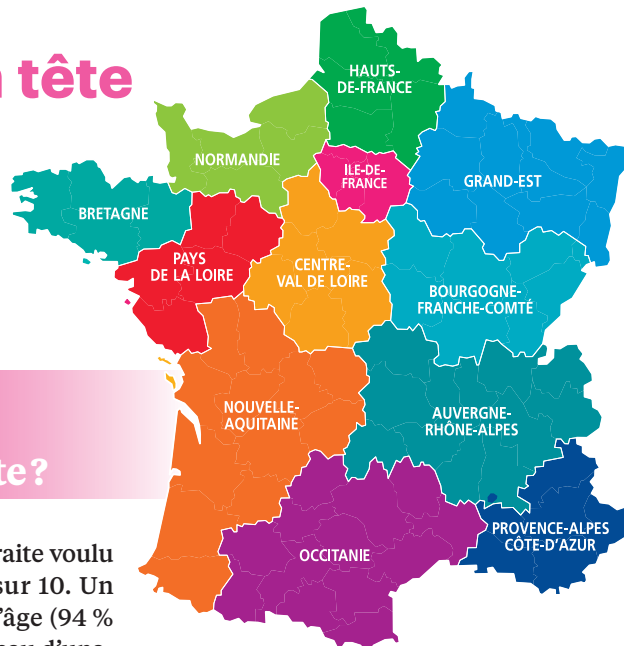 tête
HAUTS-
DE-FRANCE
NORMANDIE
ILE-DE-
FRANCE
GRAND-EST
BRETAGNE
PAYS
DE LA LOIRE
CENTRE-
VAL DE LOIRE
BOURGOGNE-
FRANCHE-COMTÉ
NOUVELLE-
AQUITAINE
AUVERGNE-
RHÔNE-ALPES
OCCITANIE
PROVENCE-ALPES
CÔTE-D’AZUR
te ?
raite voulu
sur 10. Un
l’âge (94 %